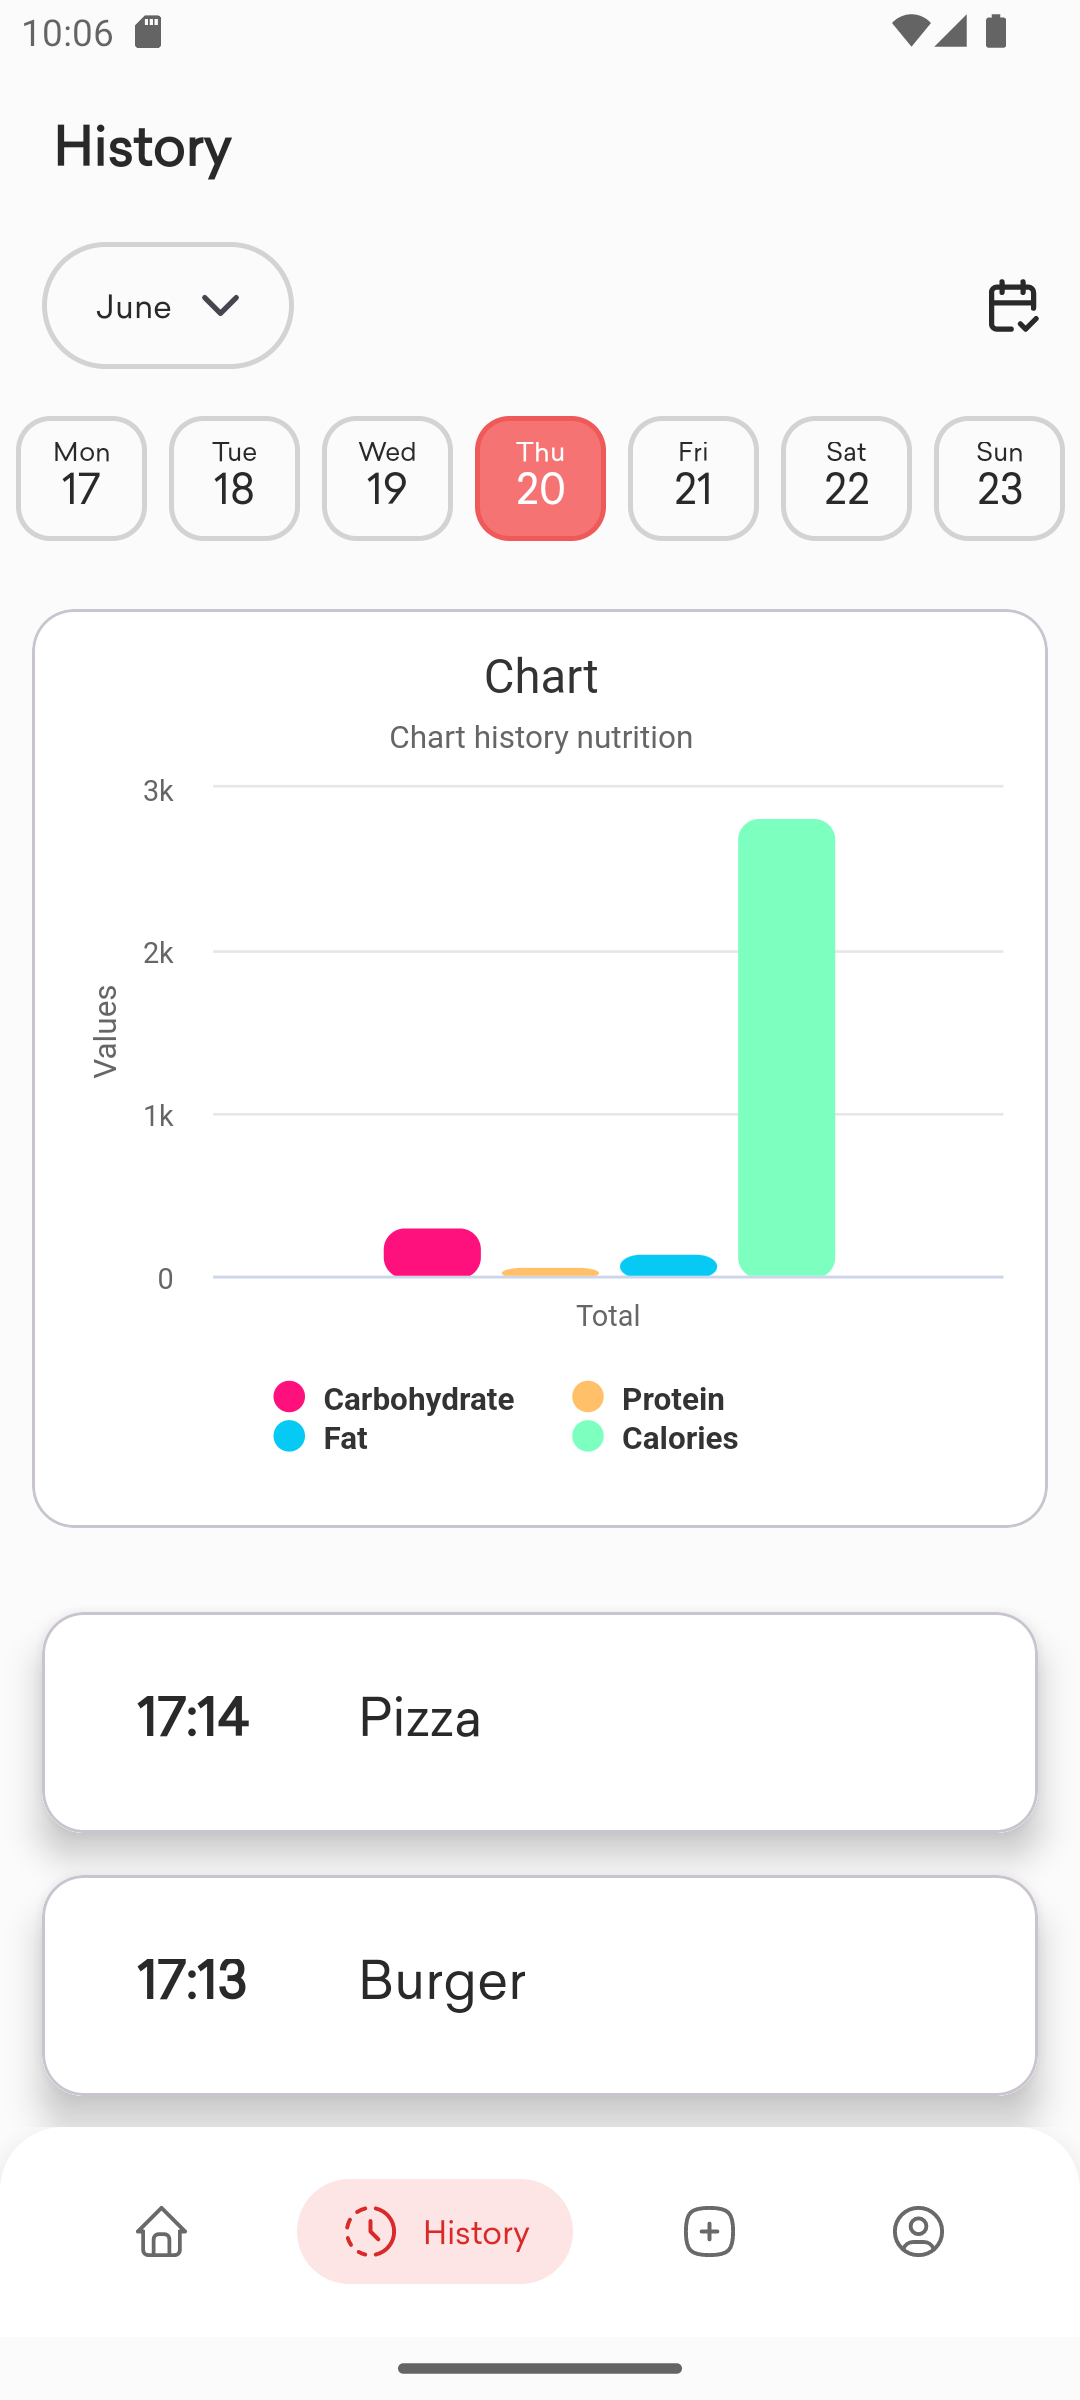 10:06
History
June
Mon Tue Wed Thu Fri Sat Sun
17 18 19 20 21 22 23
Chart
Chart history nutrition
3k
2k
1k
0
Values
Total
Carbohydrate Protein
Fat Calories
17:14 Pizza
17:13 Burger
History